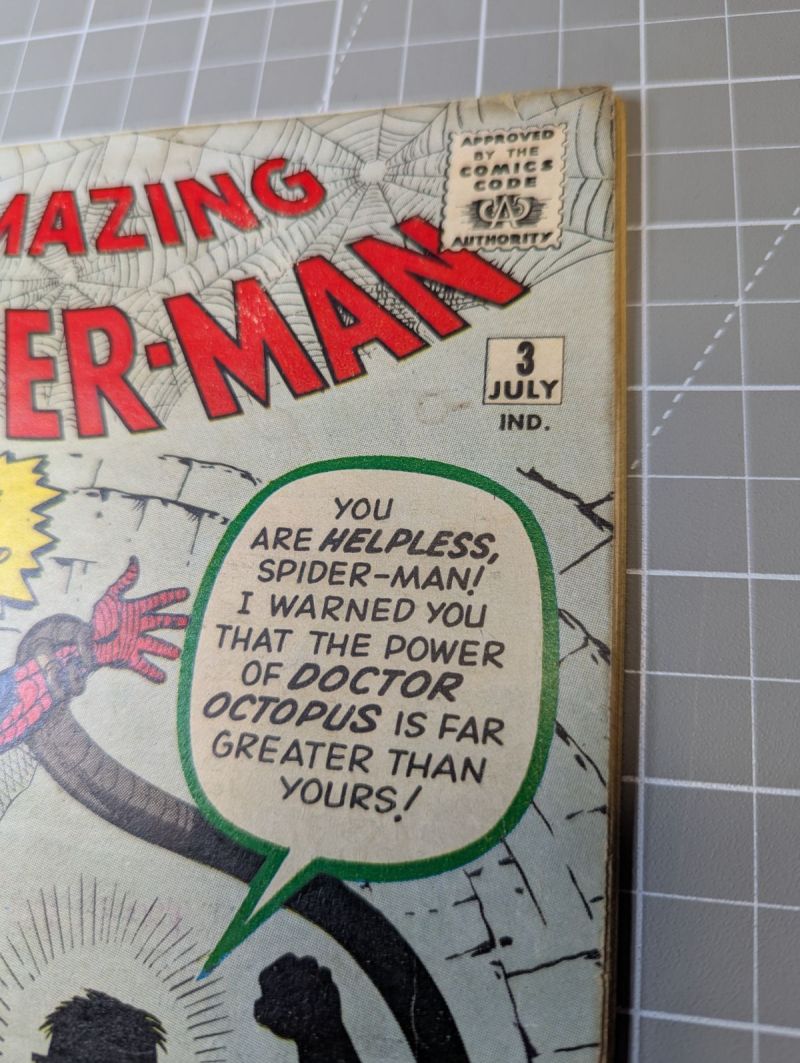 APPROVED
BY THE
COMICS
CODE
A
AUTHORITY
MAZING
ER-MAN
3
JULY
IND.
YOU
ARE HELPLESS,
SPIDER-MAN!
I WARNED YOU
THAT THE POWER
OF DOCTOR
OCTOPUS IS FAR
GREATER THAN
YOURS!